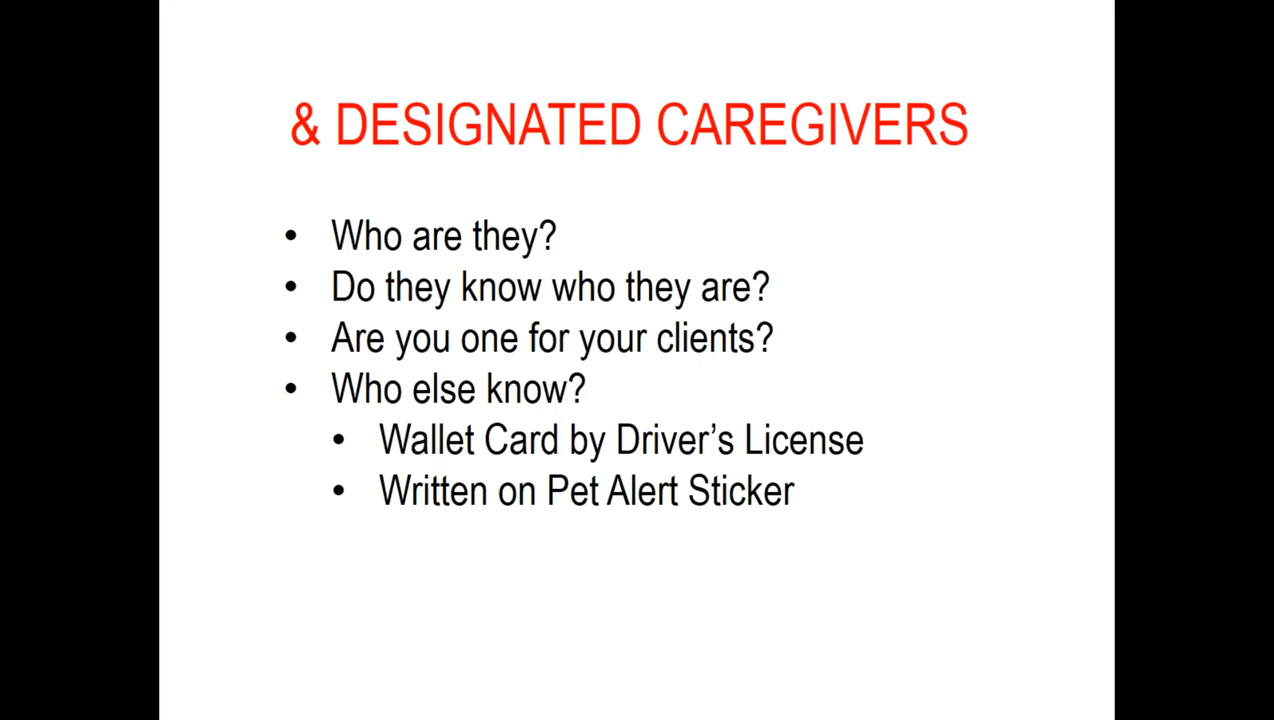 & DESIGNATED CAREGIVERS
• Who are they?
• Do they know who they are?
• Are you one for your clients?
• Who else know?
• Wallet Card by Driver’s License
• Written on Pet Alert Sticker